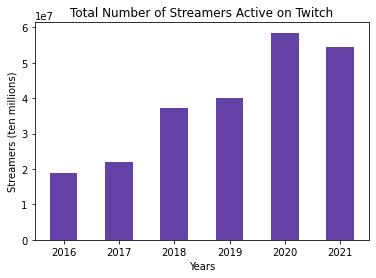 Total Number of Streamers Active on Twitch
1e7
6
5
4
3
2
1
0
Streamers (ten millions)
2016 2017 2018 2019 2020 2021
Years